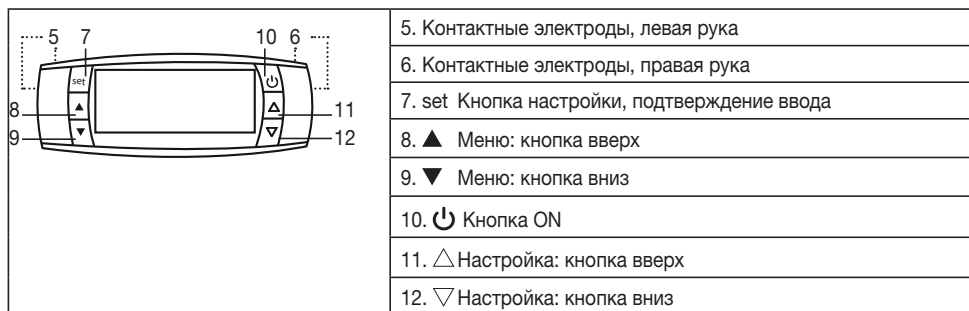 5 7 10 6
set
8 11
9 12
5. Контактные электроды, левая рука
6. Контактные электроды, правая рука
7. set Кнопка настройки, подтверждение ввода
8. ▲ Меню: кнопка вверх
9. ▼ Меню: кнопка вниз
10. ⏻ Кнопка ON
11. △ Настройка: кнопка вверх
12. ▽ Настройка: кнопка вниз